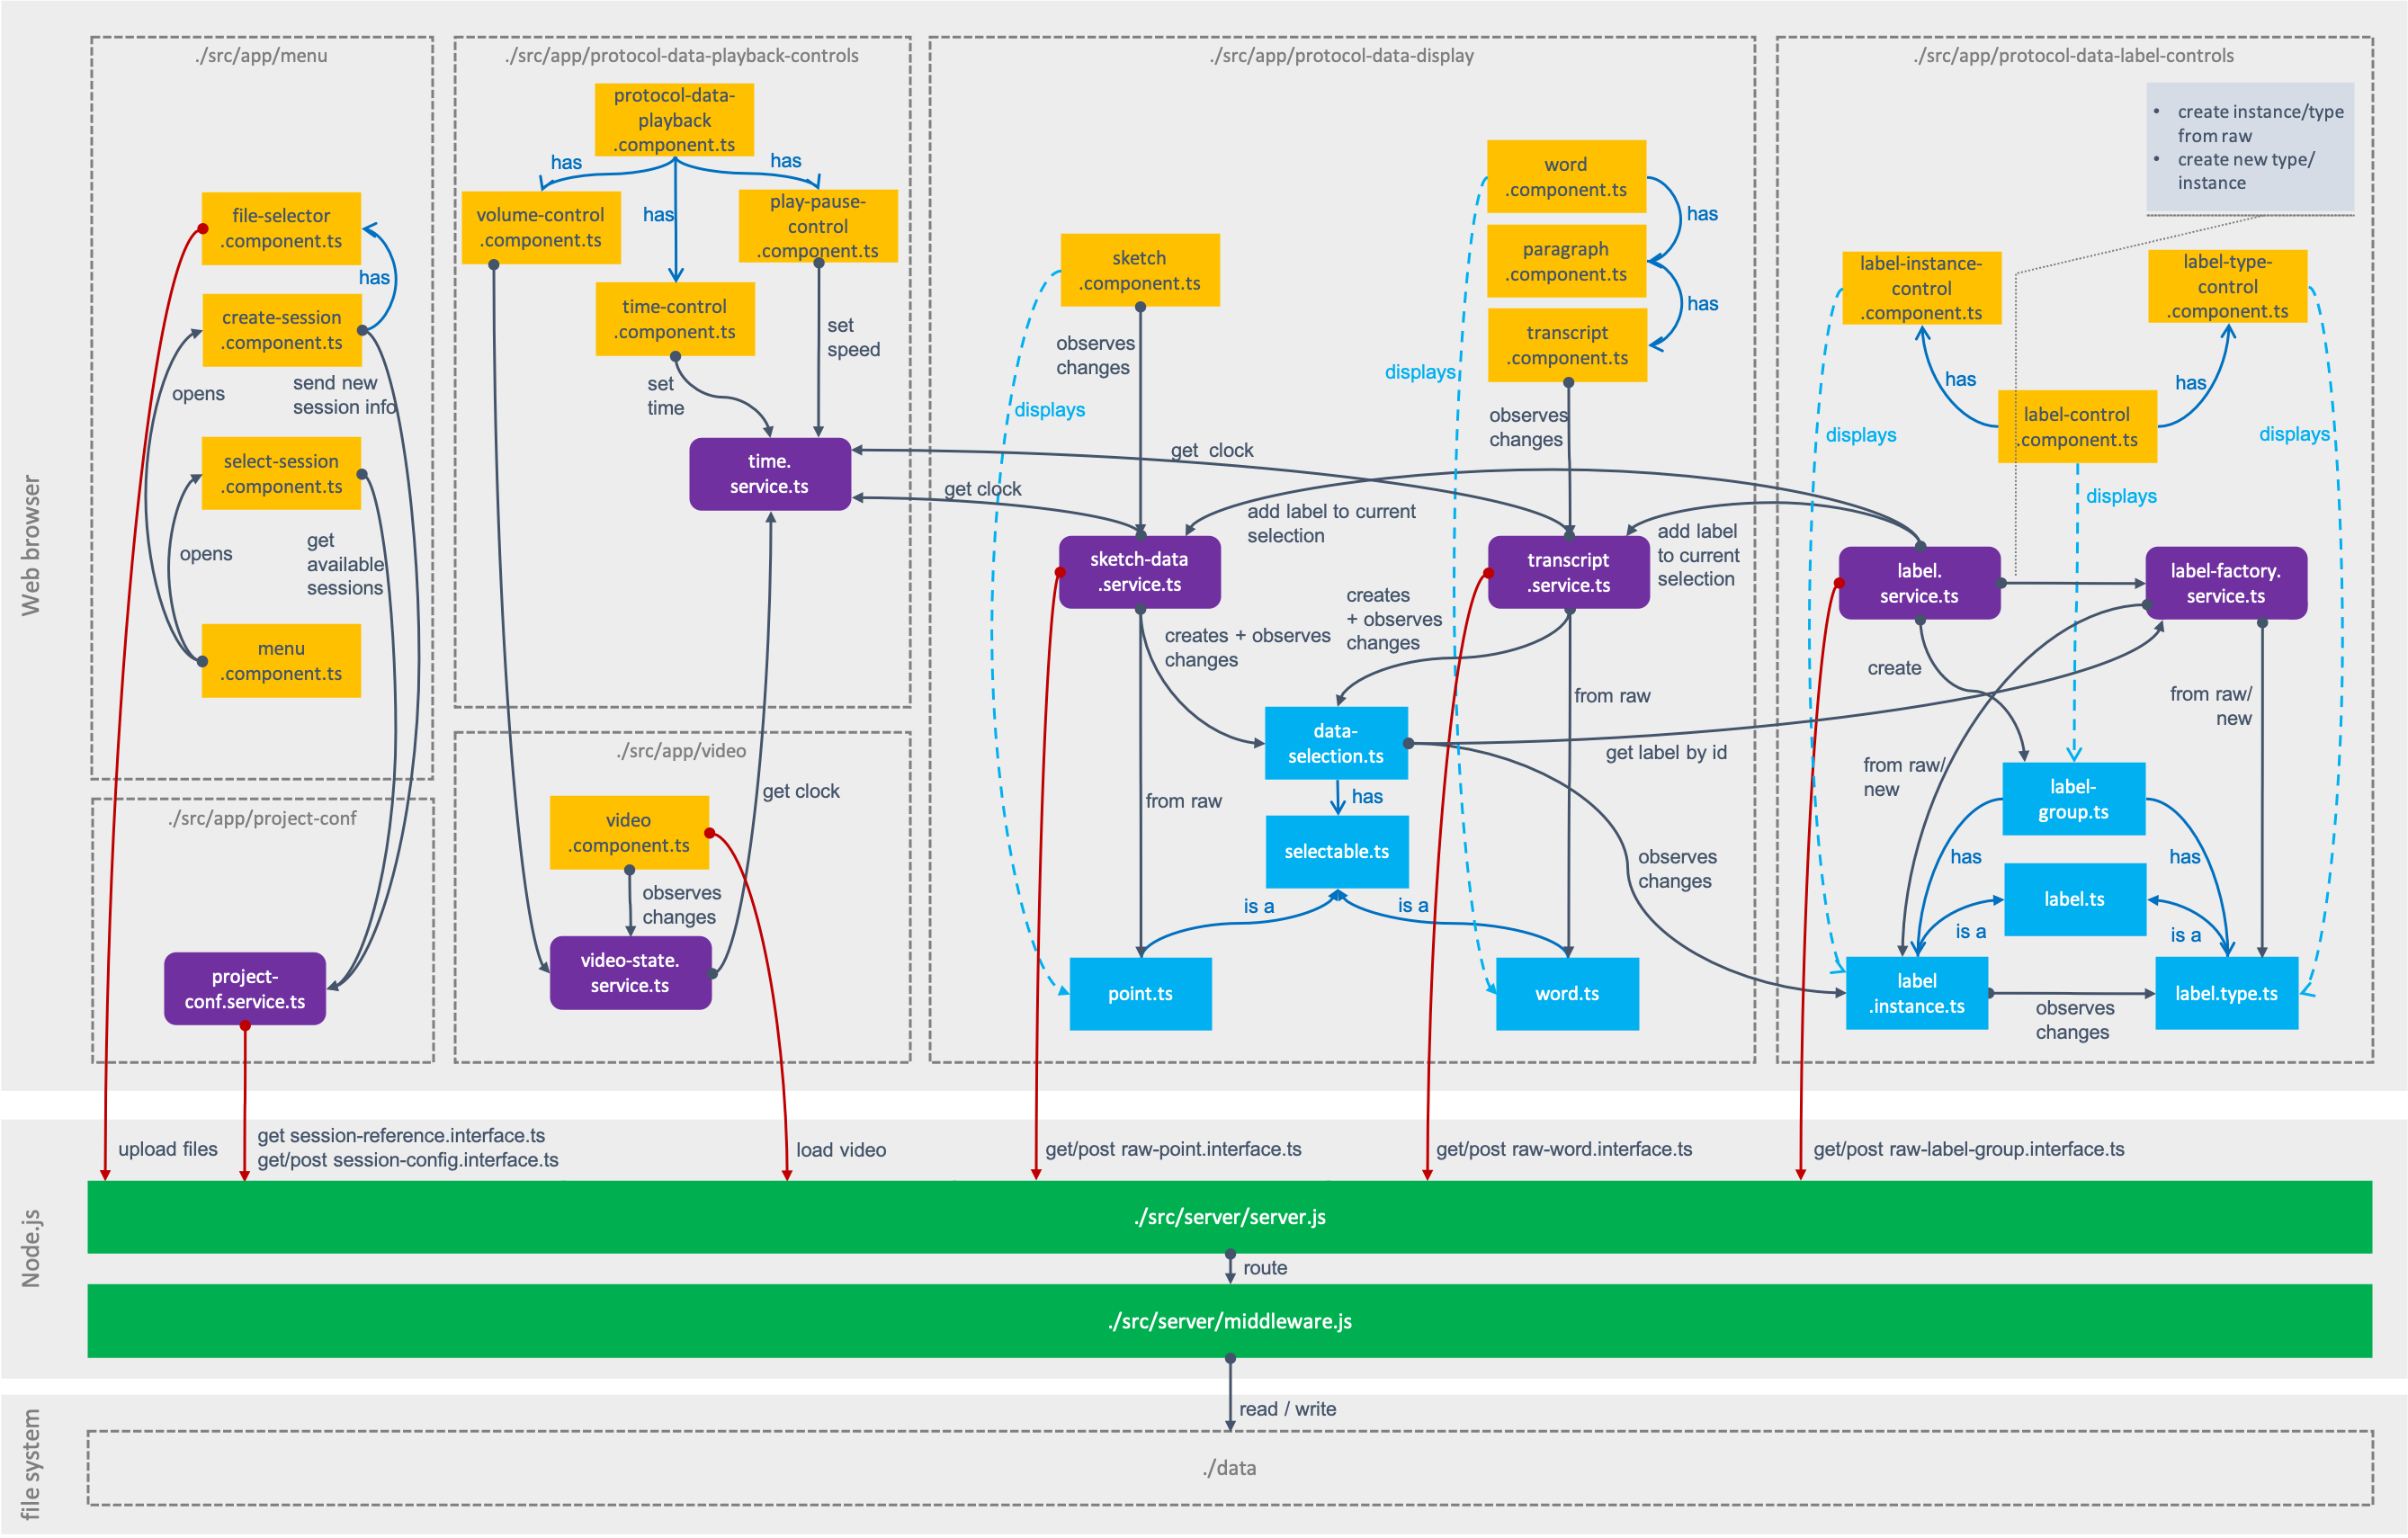 Web browser
./src/app/menu
file-selector
.component.ts
has
create-session
.component.ts
opens
send new
session info
select-session
.component.ts
opens
get
available
sessions
menu
.component.ts
./src/app/project-conf
project-
conf.service.ts
./src/app/protocol-data-playback-controls
protocol-data-
playback
.component.ts
has
has
has
volume-control
.component.ts
play-pause-
control
.component.ts
time-control
.component.ts
set
speed
set
time
time.
service.ts
./src/app/video
get clock
video
.component.ts
observes
changes
video-state.
service.ts
./src/app/protocol-data-display
word
.component.ts
has
paragraph
.component.ts
has
transcript
.component.ts
sketch
.component.ts
observes
changes
displays
displays
observes
changes
get  clock
get clock
add label to current
selection
add label
to current
selection
sketch-data
.service.ts
transcript
.service.ts
creates + observes
changes
creates
+ observes
changes
from raw
data-
selection.ts
get label by id
has
from raw
selectable.ts
observes
changes
is a
is a
point.ts
word.ts
./src/app/protocol-data-label-controls
• create instance/type
from raw
• create new type/
instance
label-instance-
control
.component.ts
label-type-
control
.component.ts
has
has
label-control
.component.ts
displays
displays
displays
label.
service.ts
label-factory.
service.ts
create
from raw/
new
from raw/
new
label-
group.ts
has
has
label.ts
is a
is a
label
.instance.ts
label.type.ts
observes
changes
Node.js
upload files
get session-reference.interface.ts
get/post session-config.interface.ts
load video
get/post raw-point.interface.ts
get/post raw-word.interface.ts
get/post raw-label-group.interface.ts
./src/server/server.js
route
./src/server/middleware.js
file system
read / write
./data